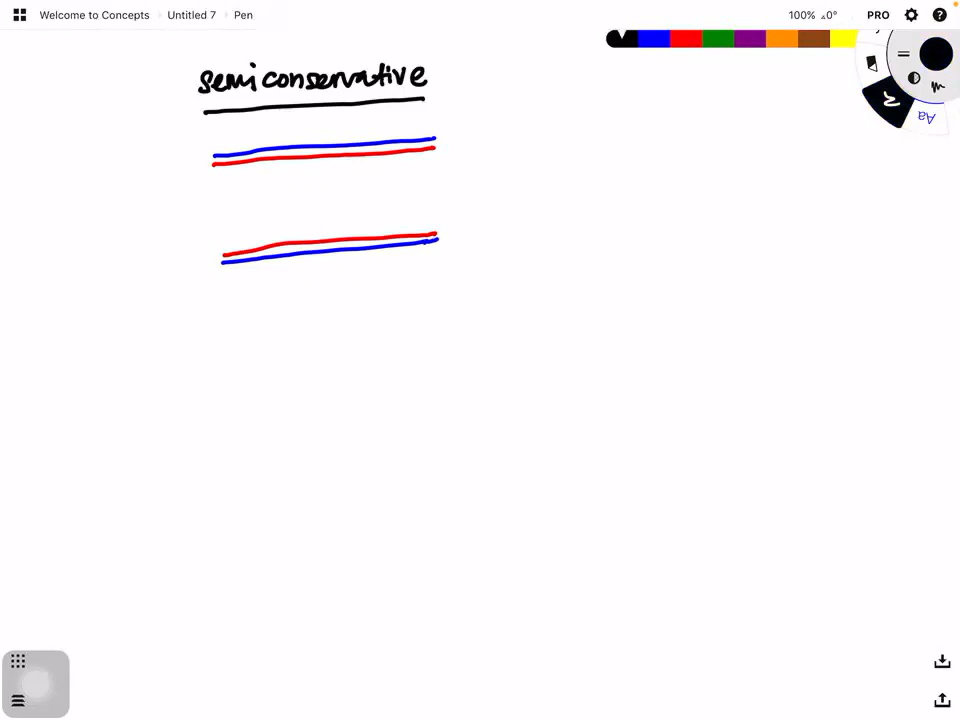 Welcome to Concepts Untitled 7 Pen 100% 0° PRO ?
semiconservative
Aa